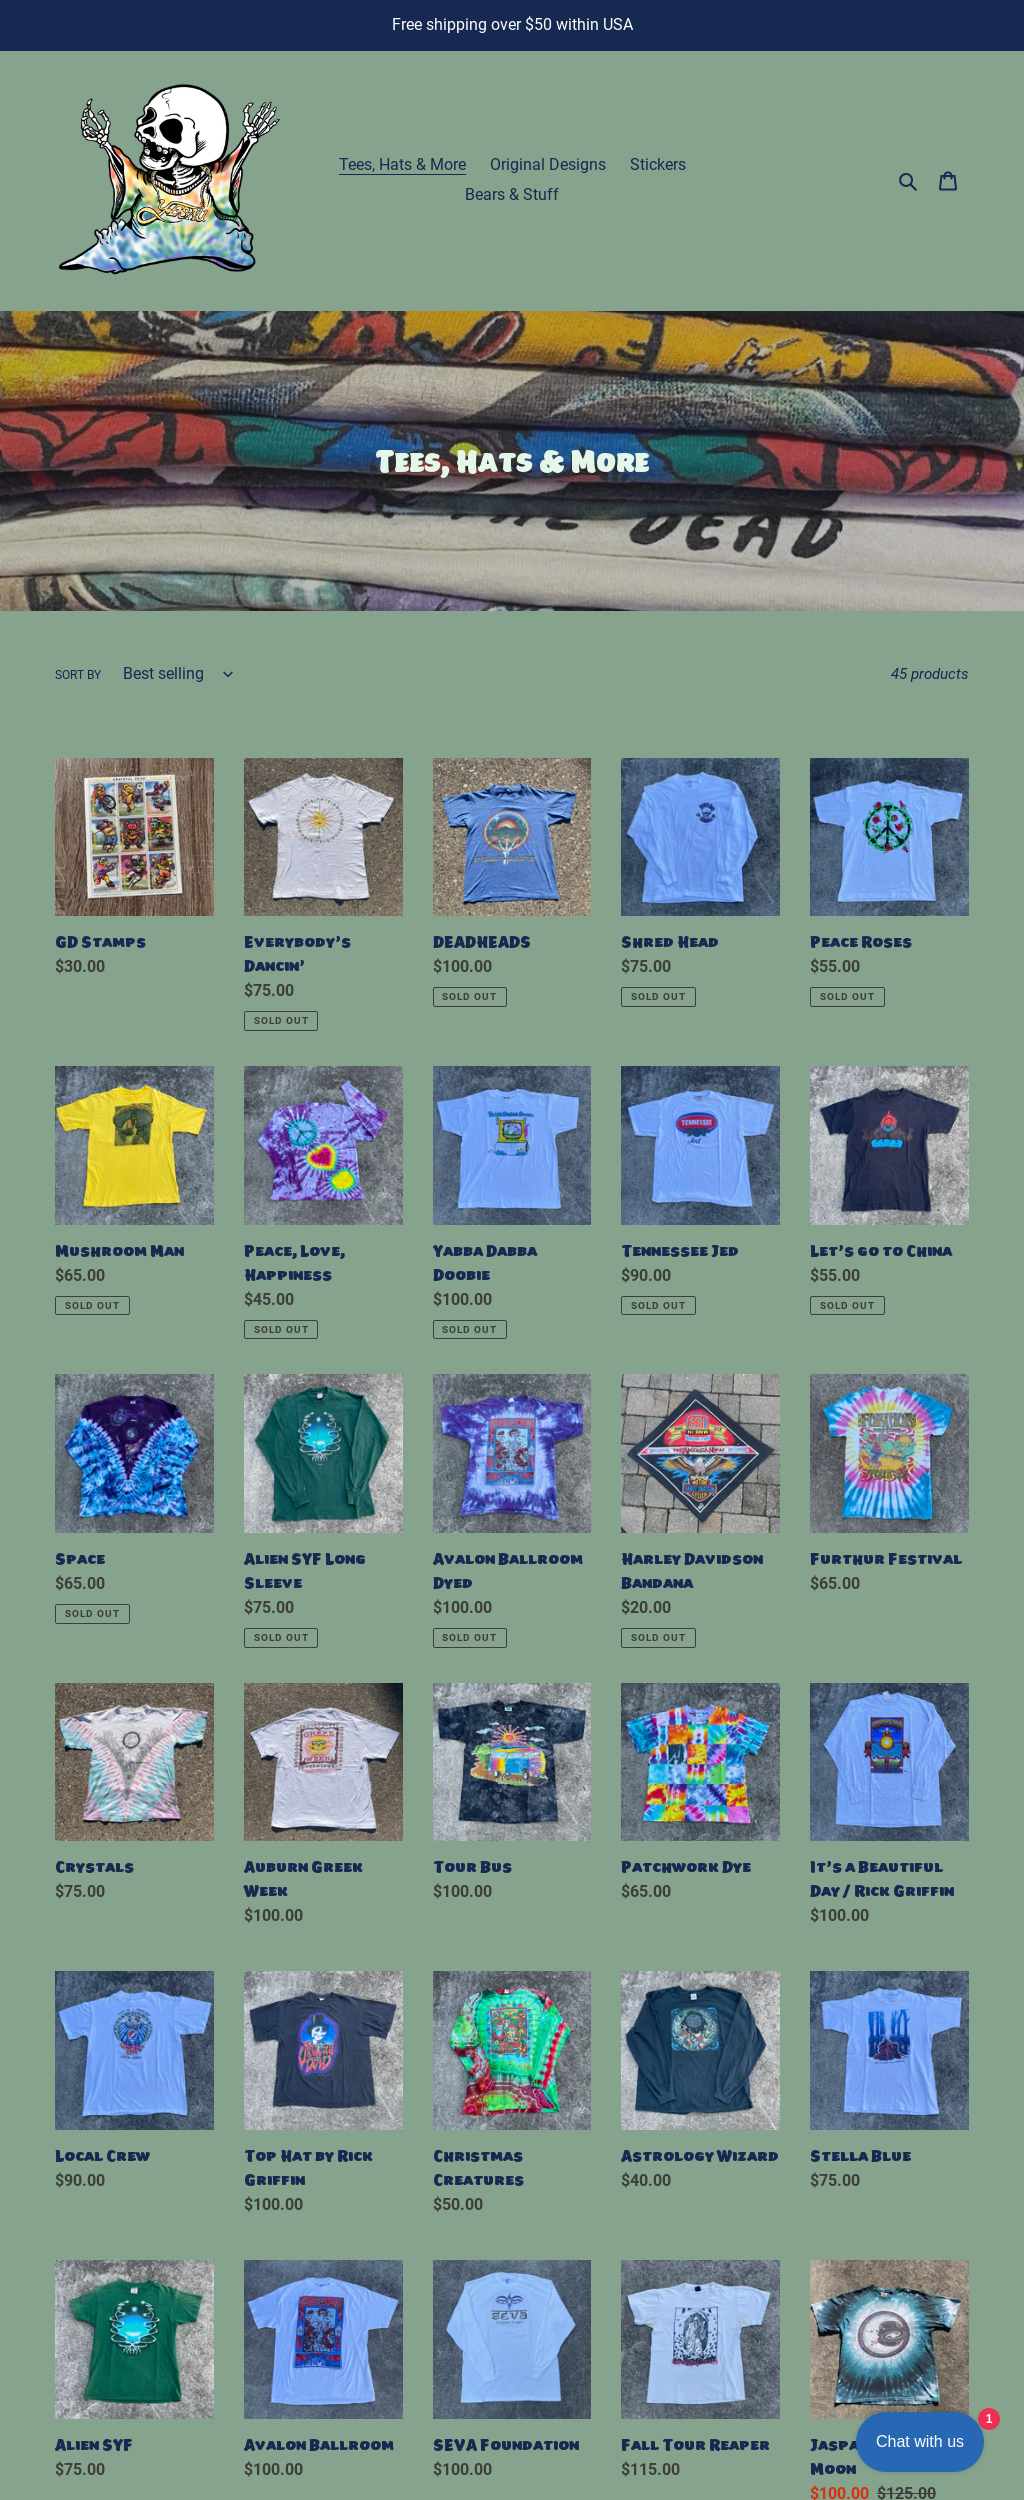 Free shipping over $50 within USA
Yeshu
Tees, Hats & More
Original Designs
Stickers
Bears & Stuff
THE DEAD
Tees, Hats & More
SORT BY
Best selling
45 products
GD Stamps
$30.00
Everybody's
Dancin'
$75.00
SOLD OUT
DEADHEADS
$100.00
SOLD OUT
Shred Head
$75.00
SOLD OUT
Peace Roses
$55.00
SOLD OUT
TENNESSEE
Jed
Mushroom Man
$65.00
SOLD OUT
Peace, Love,
Happiness
$45.00
SOLD OUT
Yabba Dabba
Doobie
$100.00
SOLD OUT
Tennessee Jed
$90.00
SOLD OUT
Let's go to China
$55.00
SOLD OUT
Space
$65.00
SOLD OUT
Alien SYF Long
Sleeve
$75.00
SOLD OUT
Avalon Ballroom
Dyed
$100.00
SOLD OUT
Harley Davidson
Bandana
$20.00
SOLD OUT
Furthur Festival
$65.00
GREEK
WEEK
Crystals
$75.00
Auburn Greek
Week
$100.00
Tour Bus
$100.00
Patchwork Dye
$65.00
It's a Beautiful
Day / Rick Griffin
$100.00
Local Crew
$90.00
Top Hat by Rick
Griffin
$100.00
Christmas
Creatures
$50.00
Astrology Wizard
$40.00
Stella Blue
$75.00
SEVA
Alien SYF
$75.00
Avalon Ballroom
$100.00
SEVA Foundation
$100.00
Fall Tour Reaper
$115.00
Moon
$100.00 $125.00
Chat with us
1